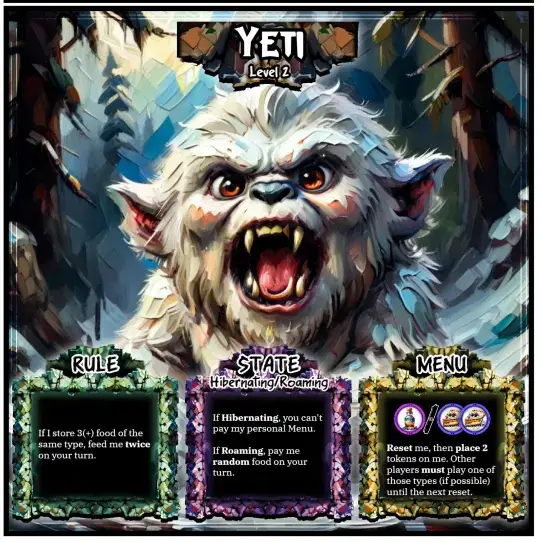 YETI
Level 2
RULE
If I store 3(+) food of the
same type, feed me twice
on your turn.
STATE
Hibernating/Roaming
If Hibernating, you can't
pay my personal Menu.
If Roaming, pay me
random food on your
turn.
MENU
Reset me, then place 2
tokens on me. Other
players must play one of
those types (if possible)
until the next reset.